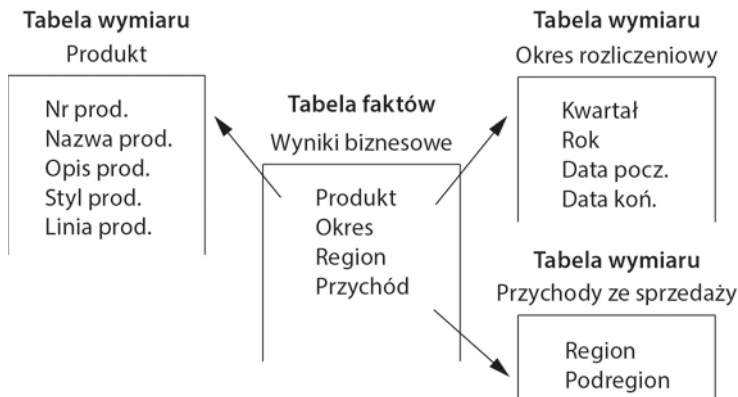 Tabela wymiaru
Produkt
Nr prod.
Nazwa prod.
Opis prod.
Styl prod.
Linia prod.
Tabela faktów
Wyniki biznesowe
Produkt
Okres
Region
Przychód
Tabela wymiaru
Okres rozliczeniowy
Kwartał
Rok
Data pocz.
Data koń.
Tabela wymiaru
Przychody ze sprzedaży
Region
Podregion